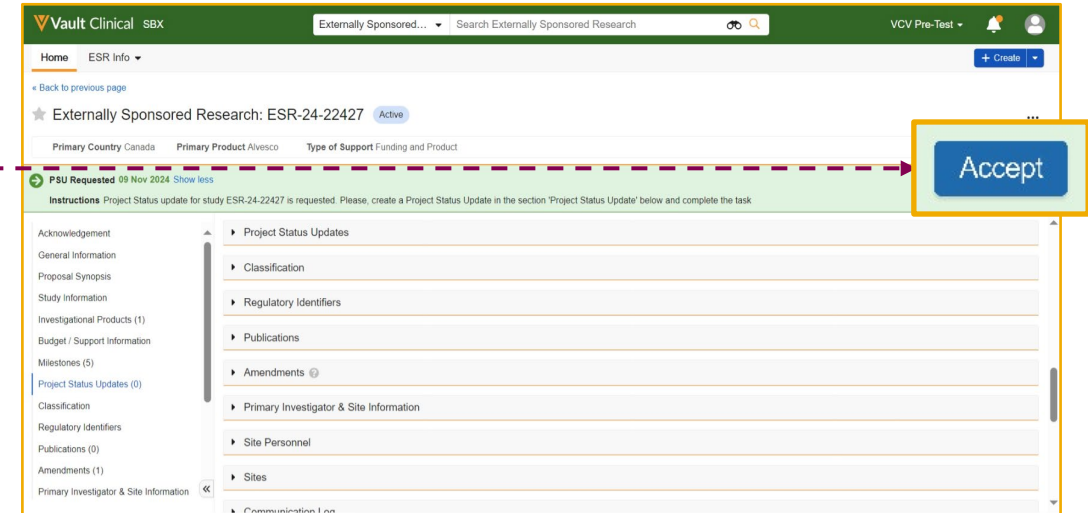 Vault Clinical SBX
Externally Sponsored... Search Externally Sponsored Research
VCV Pre-Test
Home ESR Info
+ Create
« Back to previous page
Externally Sponsored Research: ESR-24-22427 Active
...
Primary Country Canada Primary Product Alvesco Type of Support Funding and Product
Accept
PSU Requested 09 Nov 2024 Show less
Instructions Project Status update for study ESR-24-22427 is requested. Please, create a Project Status Update in the section 'Project Status Update' below and complete the task
Acknowledgement
General Information
Proposal Synopsis
Study Information
Investigational Products (1)
Budget / Support Information
Milestones (5)
Project Status Updates (0)
Classification
Regulatory Identifiers
Publications (0)
Amendments (1)
Primary Investigator & Site Information
«
Project Status Updates
Classification
Regulatory Identifiers
Publications
Amendments ?
Primary Investigator & Site Information
Site Personnel
Sites
Communication Log